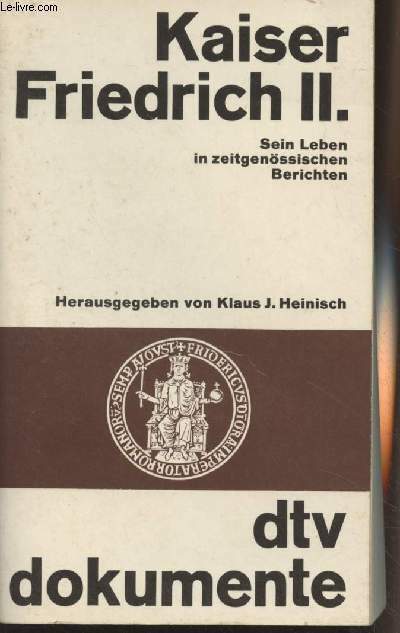 Le-livre.com
Kaiser
Friedrich II.
Sein Leben
in zeitgenössischen
Berichten
Herausgegeben von Klaus J. Heinisch
dtv
dokumente